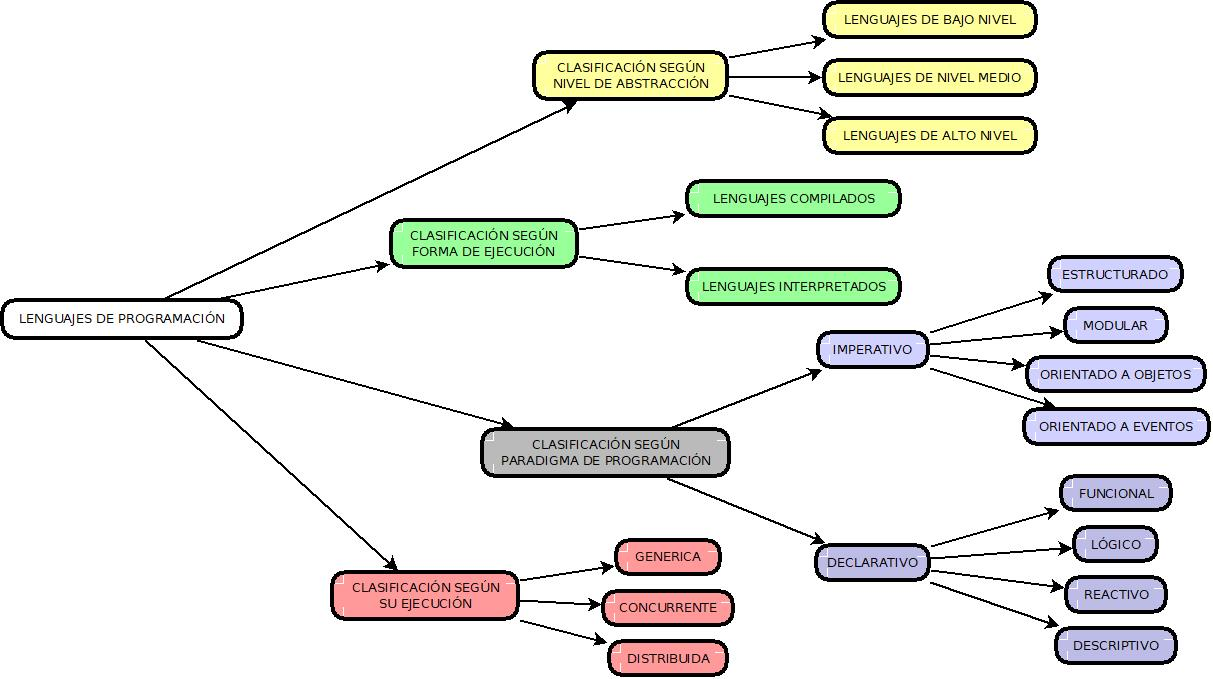 LENGUAJES DE BAJO NIVEL
CLASIFICACIÓN SEGÚN
NIVEL DE ABSTRACCIÓN
LENGUAJES DE NIVEL MEDIO
LENGUAJES DE ALTO NIVEL
LENGUAJES COMPILADOS
CLASIFICACIÓN SEGÚN
FORMA DE EJECUCIÓN
LENGUAJES INTERPRETADOS
LENGUAJES DE PROGRAMACIÓN
ESTRUCTURADO
MODULAR
IMPERATIVO
ORIENTADO A OBJETOS
ORIENTADO A EVENTOS
CLASIFICACIÓN SEGÚN
PARADIGMA DE PROGRAMACIÓN
FUNCIONAL
LÓGICO
DECLARATIVO
REACTIVO
DESCRIPTIVO
GENERICA
CLASIFICACIÓN SEGÚN
SU EJECUCIÓN
CONCURRENTE
DISTRIBUIDA